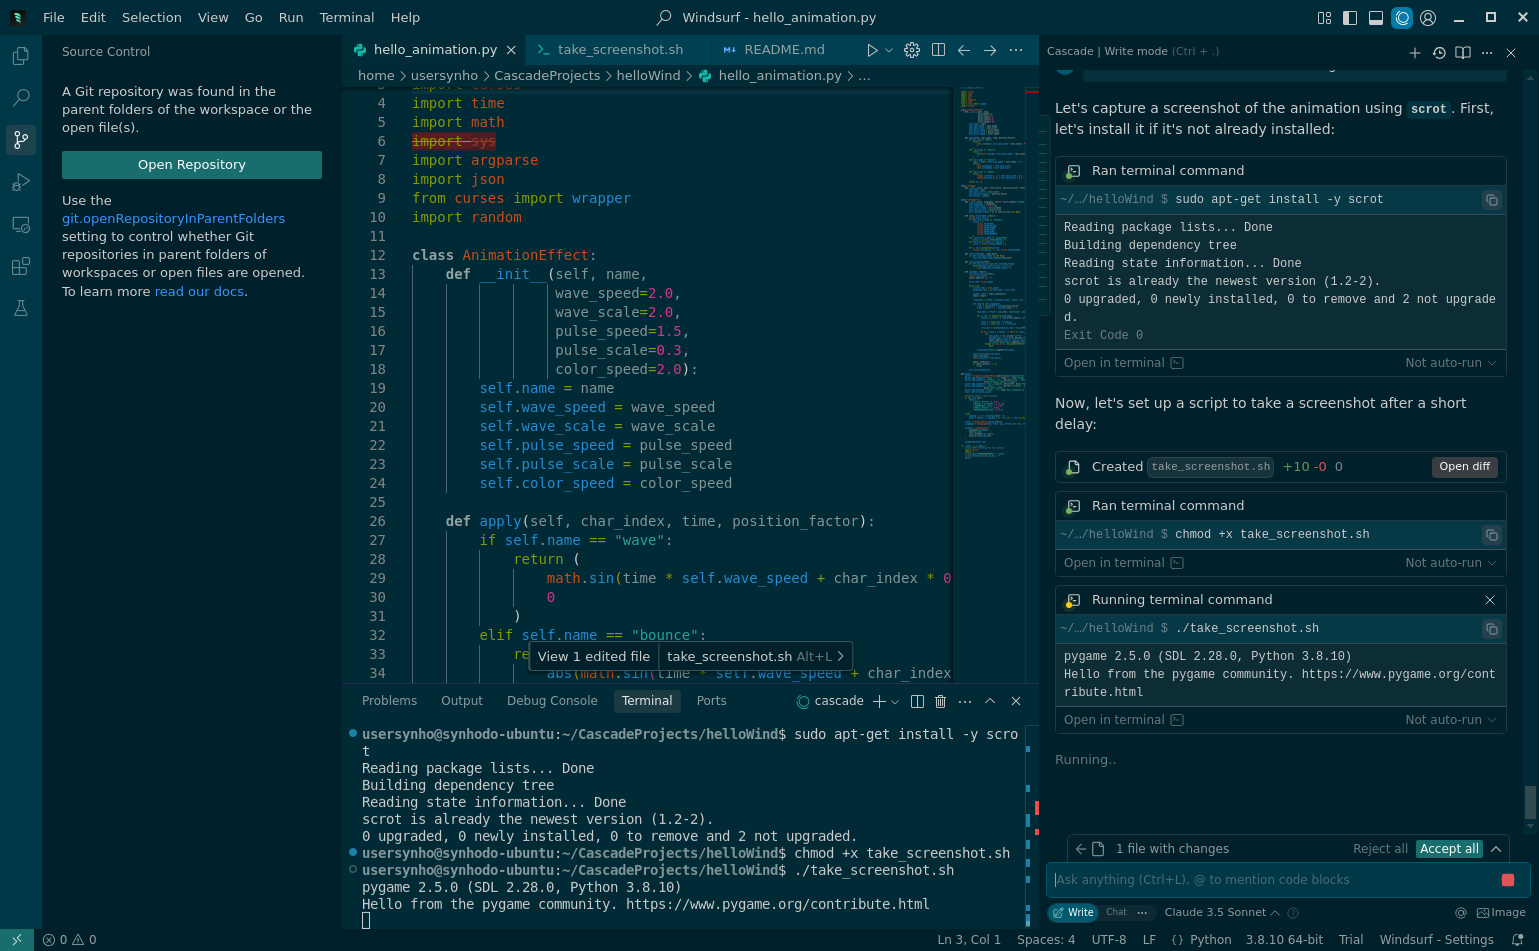 File Edit Selection View Go Run Terminal Help
Windsurf - hello_animation.py
Source Control
A Git repository was found in the
parent folders of the workspace or the
open file(s).
Open Repository
Use the
git.openRepositoryInParentFolders
setting to control whether Git
repositories in parent folders of
workspaces or open files are opened.
To learn more read our docs.
hello_animation.py
take_screenshot.sh
README.md
home > usersynho > CascadeProjects > helloWind > hello_animation.py > ...
3 import curses
4 import time
5 import math
6 import sys
7 import argparse
8 import json
9 from curses import wrapper
10 import random
11
12 class AnimationEffect:
13 def __init__(self, name,
14 wave_speed=2.0,
15 wave_scale=2.0,
16 pulse_speed=1.5,
17 pulse_scale=0.3,
18 color_speed=2.0):
19 self.name = name
20 self.wave_speed = wave_speed
21 self.wave_scale = wave_scale
22 self.pulse_speed = pulse_speed
23 self.pulse_scale = pulse_scale
24 self.color_speed = color_speed
25
26 def apply(self, char_index, time, position_factor):
27 if self.name == "wave":
28 return (
29 math.sin(time * self.wave_speed + char_index * 0
30 0
31 )
32 elif self.name == "bounce":
33 re
34 abs(math.sin(time * self.wave_speed + char_index
View 1 edited file take_screenshot.sh Alt+L >
Problems Output Debug Console Terminal Ports
cascade
usersynho@synhodo-ubuntu:~/CascadeProjects/helloWind$ sudo apt-get install -y scro
t
Reading package lists... Done
Building dependency tree
Reading state information... Done
scrot is already the newest version (1.2-2).
0 upgraded, 0 newly installed, 0 to remove and 2 not upgraded.
usersynho@synhodo-ubuntu:~/CascadeProjects/helloWind$ chmod +x take_screenshot.sh
usersynho@synhodo-ubuntu:~/CascadeProjects/helloWind$ ./take_screenshot.sh
pygame 2.5.0 (SDL 2.28.0, Python 3.8.10)
Hello from the pygame community. https://www.pygame.org/contribute.html
Cascade | Write mode (Ctrl + .)
Let's capture a screenshot of the animation using scrot. First,
let's install it if it's not already installed:
Ran terminal command
~/.../helloWind $ sudo apt-get install -y scrot
Reading package lists... Done
Building dependency tree
Reading state information... Done
scrot is already the newest version (1.2-2).
0 upgraded, 0 newly installed, 0 to remove and 2 not upgrade
d.
Exit Code 0
Open in terminal Not auto-run
Now, let's set up a script to take a screenshot after a short
delay:
Created take_screenshot.sh +10 -0 0 Open diff
Ran terminal command
~/.../helloWind $ chmod +x take_screenshot.sh
Open in terminal Not auto-run
Running terminal command
~/.../helloWind $ ./take_screenshot.sh
pygame 2.5.0 (SDL 2.28.0, Python 3.8.10)
Hello from the pygame community. https://www.pygame.org/cont
ribute.html
Open in terminal Not auto-run
Running..
1 file with changes Reject all Accept all
Ask anything (Ctrl+L), @ to mention code blocks
Write Chat ... Claude 3.5 Sonnet Image
0 0
Ln 3, Col 1 Spaces: 4 UTF-8 LF {} Python 3.8.10 64-bit Trial Windsurf - Settings